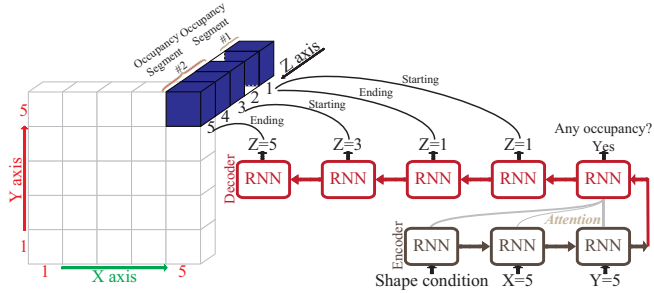 Occupancy
Segment
#2
Occupancy
Segment
#1
Z axis
1
2
3
4
5
Starting
Ending
Starting
Ending
Any occupancy?
Z=5
Z=3
Z=1
Z=1
Yes
Decoder
RNN
RNN
RNN
RNN
RNN
Attention
Encoder
RNN
RNN
RNN
Shape condition
X=5
Y=5
5
Y axis
1
1
X axis
5